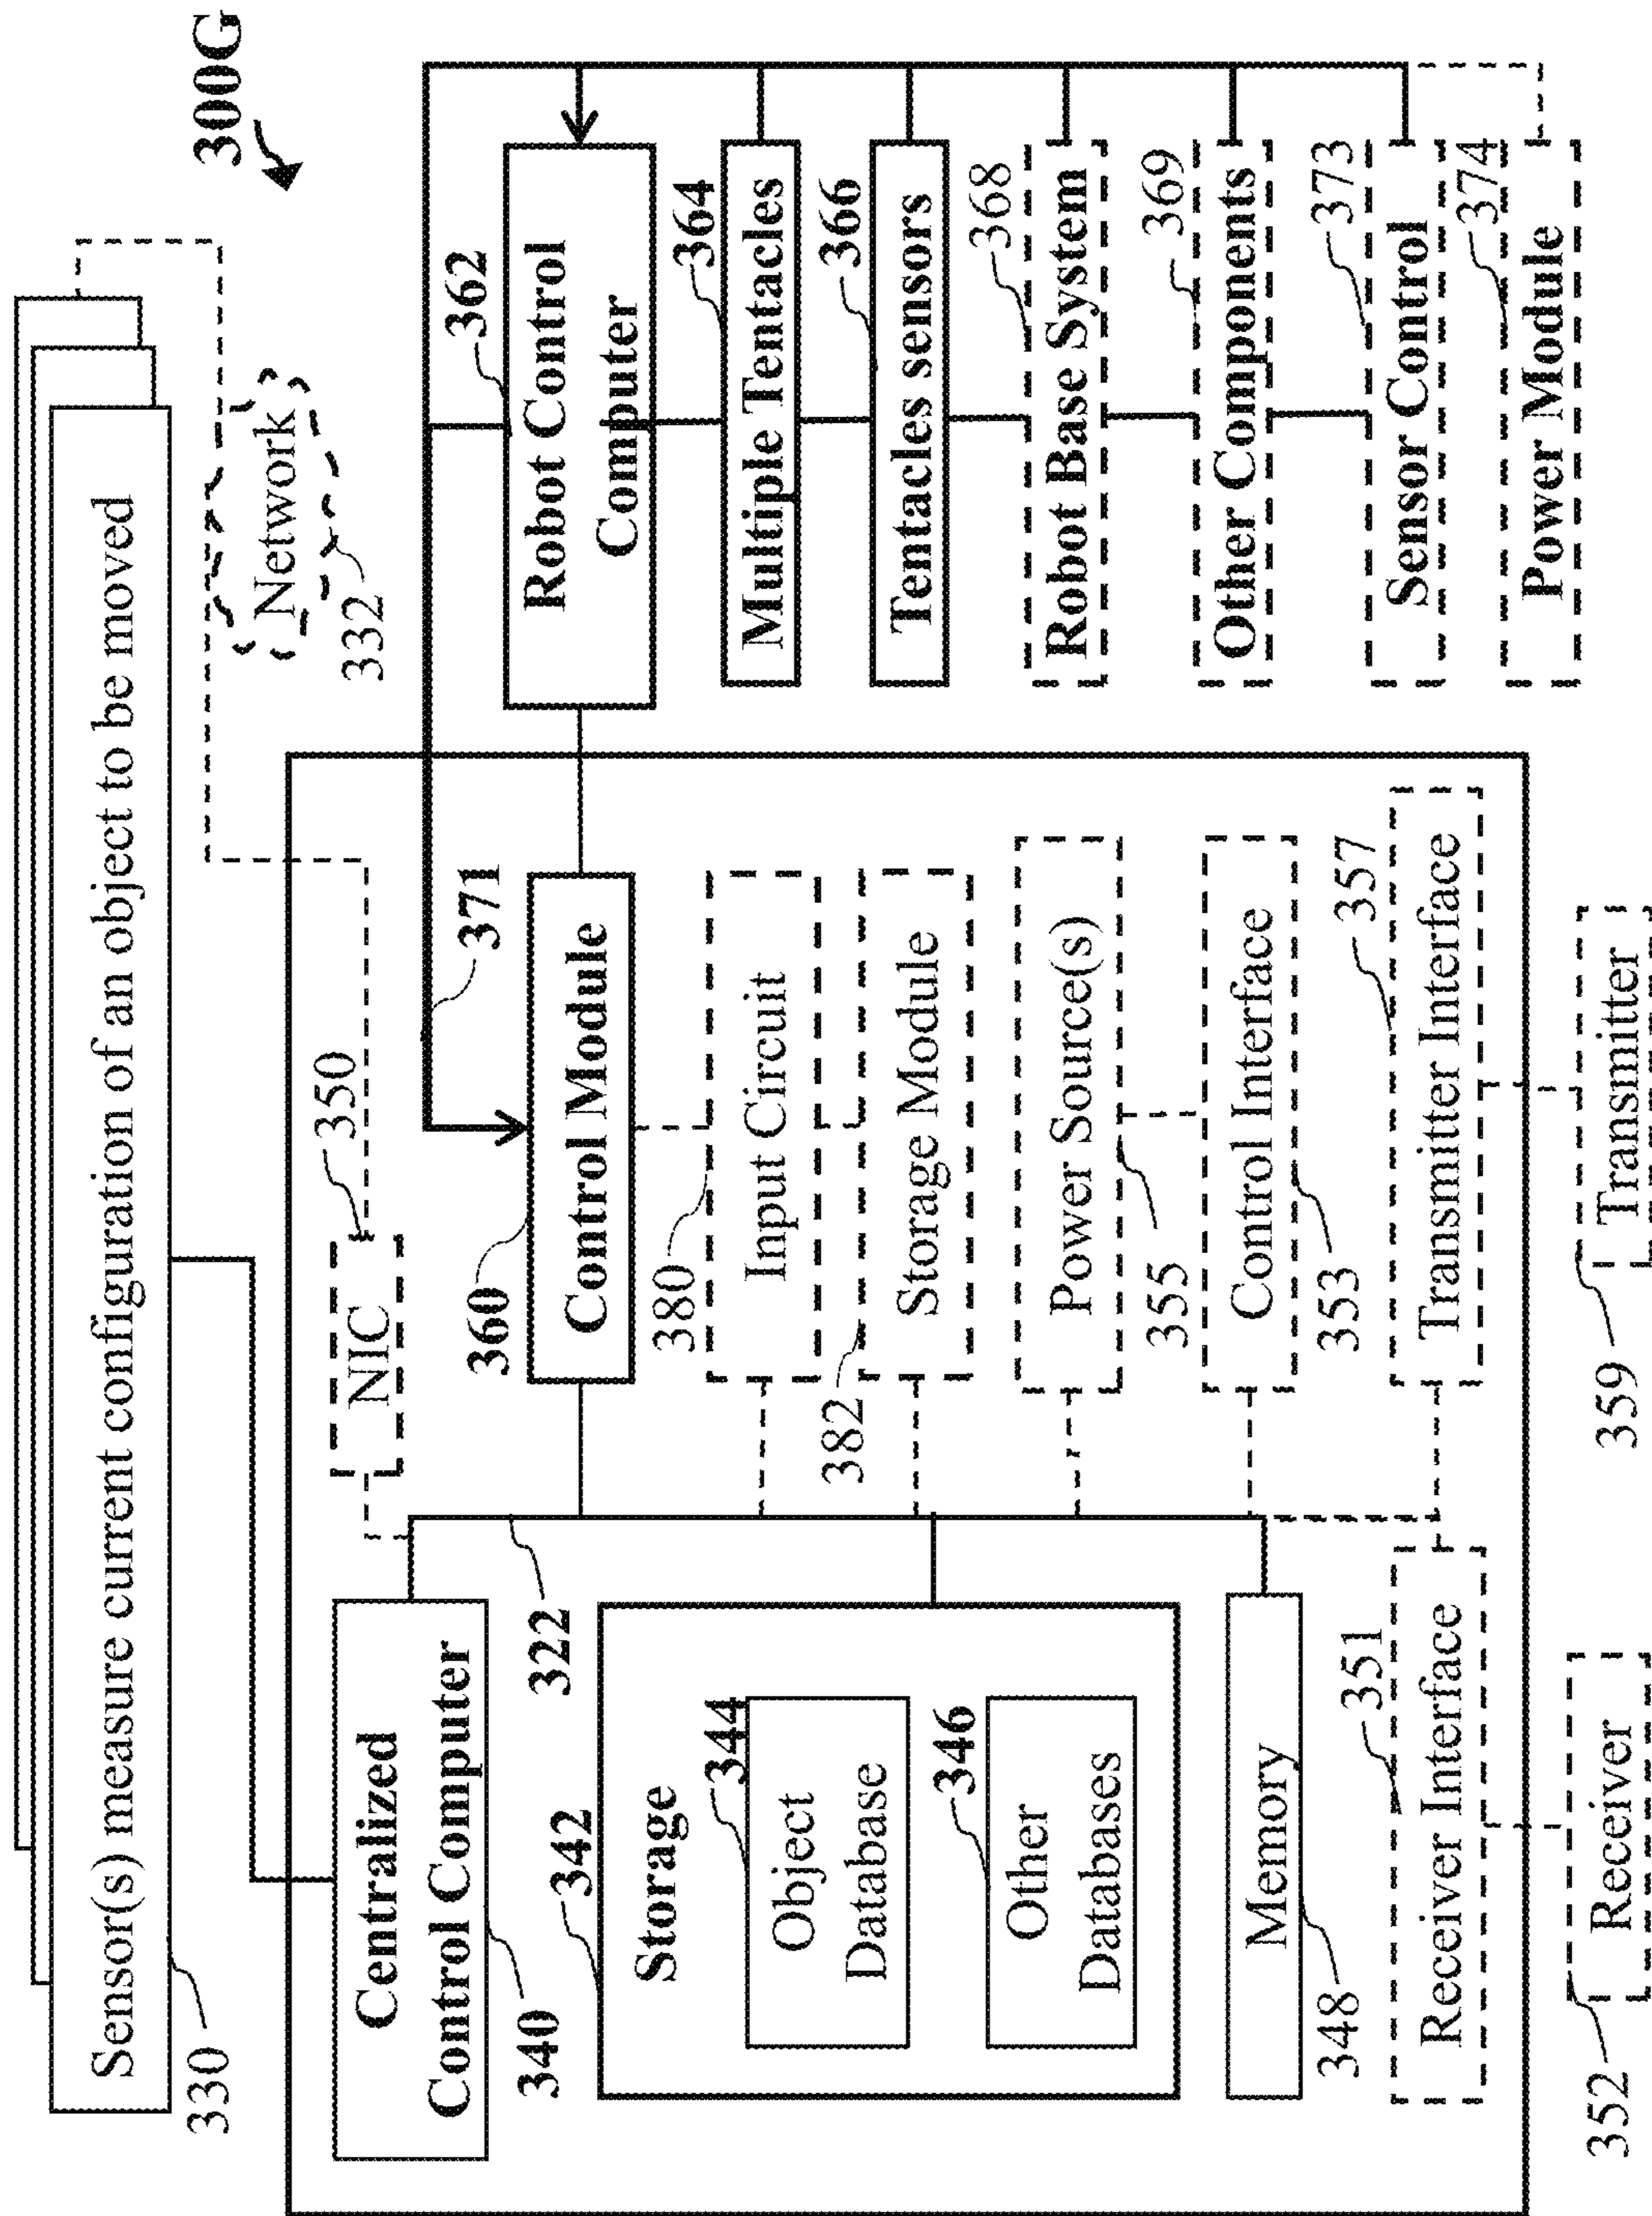 300G
Sensor(s) measure current configuration of an object to be moved
330
Network
332
NIC
350
371
Centralized
Control Computer
340
322
360
Control Module
362
Robot Control
Computer
342
Storage
344
Object
Database
346
Other
Databases
Memory
348
380
Input Circuit
382
Storage Module
Power Source(s)
355
Control Interface
353
357
Transmitter Interface
351
Receiver Interface
352
Receiver
359
Transmitter
364
Multiple Tentacles
366
Tentacles sensors
368
Robot Base System
369
Other Components
373
Sensor Control
374
Power Module